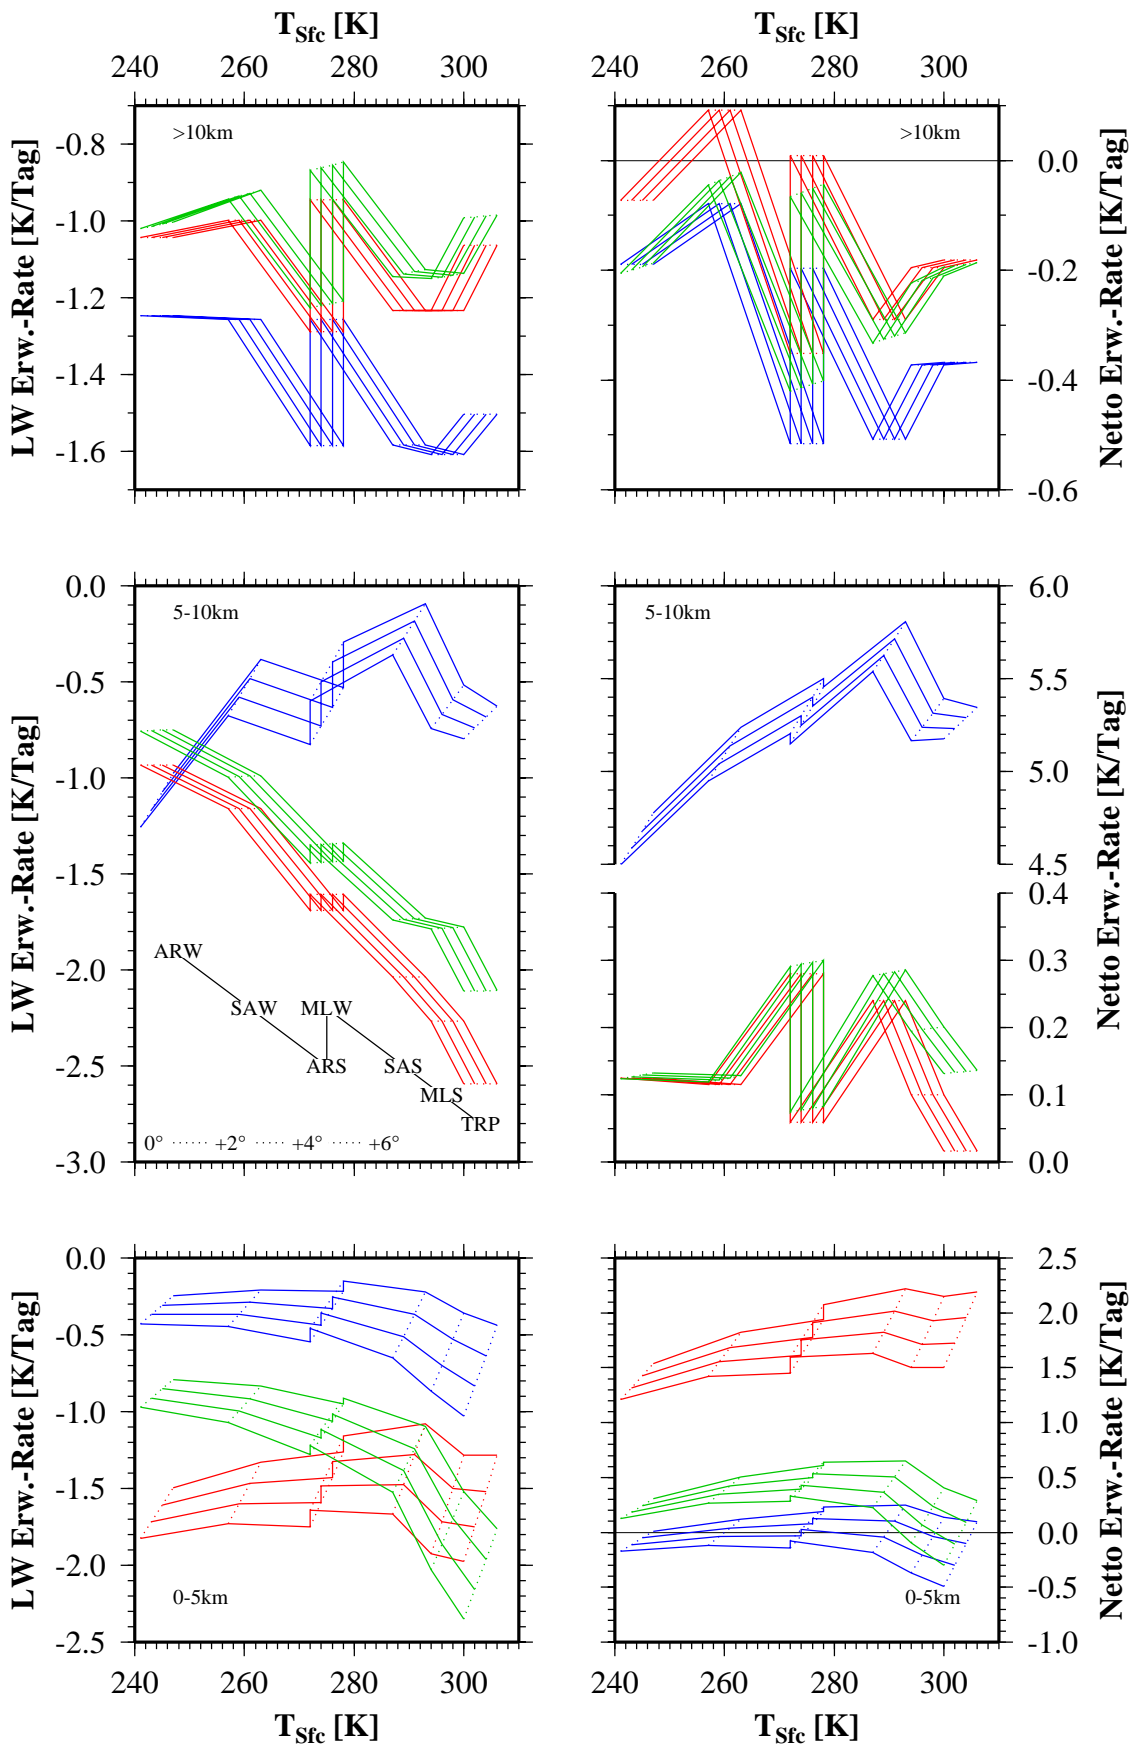 T_Sfc [K] T_Sfc [K]
240 260 280 300 240 260 280 300
LW Erw.-Rate [K/Tag]
-0.8
-1.0
-1.2
-1.4
-1.6
>10km
>10km
0.0
-0.2
-0.4
-0.6
Netto Erw.-Rate [K/Tag]
LW Erw.-Rate [K/Tag]
0.0
-0.5
-1.0
-1.5
-2.0
-2.5
-3.0
5-10km
ARW
SAW MLW
ARS SAS
MLS
TRP
0° ...... +2° ..... +4° ..... +6°
5-10km
6.0
5.5
5.0
4.5
0.4
0.3
0.2
0.1
0.0
Netto Erw.-Rate [K/Tag]
LW Erw.-Rate [K/Tag]
0.0
-0.5
-1.0
-1.5
-2.0
-2.5
0-5km
0-5km
2.5
2.0
1.5
1.0
0.5
0.0
-0.5
-1.0
Netto Erw.-Rate [K/Tag]
240 260 280 300 240 260 280 300
T_Sfc [K] T_Sfc [K]